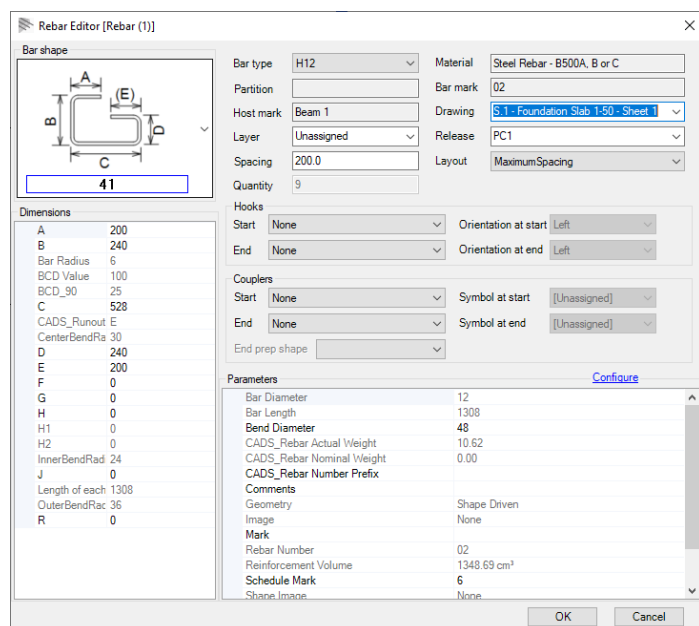 Rebar Editor [Rebar (1)]
Bar shape
A
(E)
B
D
C
41
Bar type H12
Partition
Host mark Beam 1
Layer Unassigned
Spacing 200.0
Quantity 9
Material Steel Rebar - B500A, B or C
Bar mark 02
Drawing S.1 - Foundation Slab 1-50 - Sheet 1
Release PC1
Layout MaximumSpacing
Hooks
Start None Orientation at start Left
End None Orientation at end Left
Couplers
Start None Symbol at start [Unassigned]
End None Symbol at end [Unassigned]
End prep shape
Dimensions
A 200
B 240
Bar Radius 6
BCD Value 100
BCD_90 25
C 528
CADS_Runout E
CenterBendRa 30
D 240
E 200
F 0
G 0
H 0
H1 0
H2 0
InnerBendRad 24
J 0
Length of each 1308
OuterBendRac 36
R 0
Parameters Configure
Bar Diameter 12
Bar Length 1308
Bend Diameter 48
CADS_Rebar Actual Weight 10.62
CADS_Rebar Nominal Weight 0.00
CADS_Rebar Number Prefix
Comments
Geometry Shape Driven
Image None
Mark
Rebar Number 02
Reinforcement Volume 1348.69 cm³
Schedule Mark 6
Shape Image None
OK Cancel